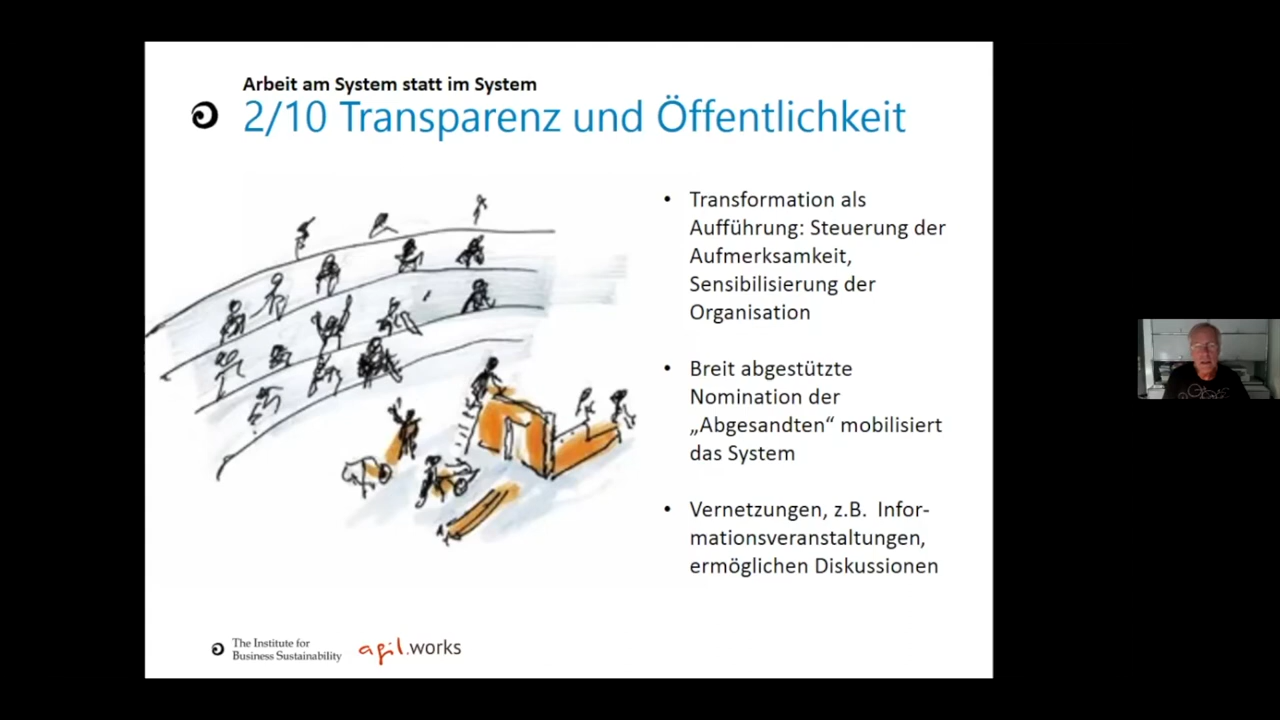 Arbeit am System statt im System
2/10 Transparenz und Öffentlichkeit
• Transformation als
Aufführung: Steuerung der
Aufmerksamkeit,
Sensibilisierung der
Organisation
• Breit abgestützte
Nomination der
„Abgesandten“ mobilisiert
das System
• Vernetzungen, z.B. Infor-
mationsveranstaltungen,
ermöglichen Diskussionen
The Institute for
Business Sustainability
agil.works